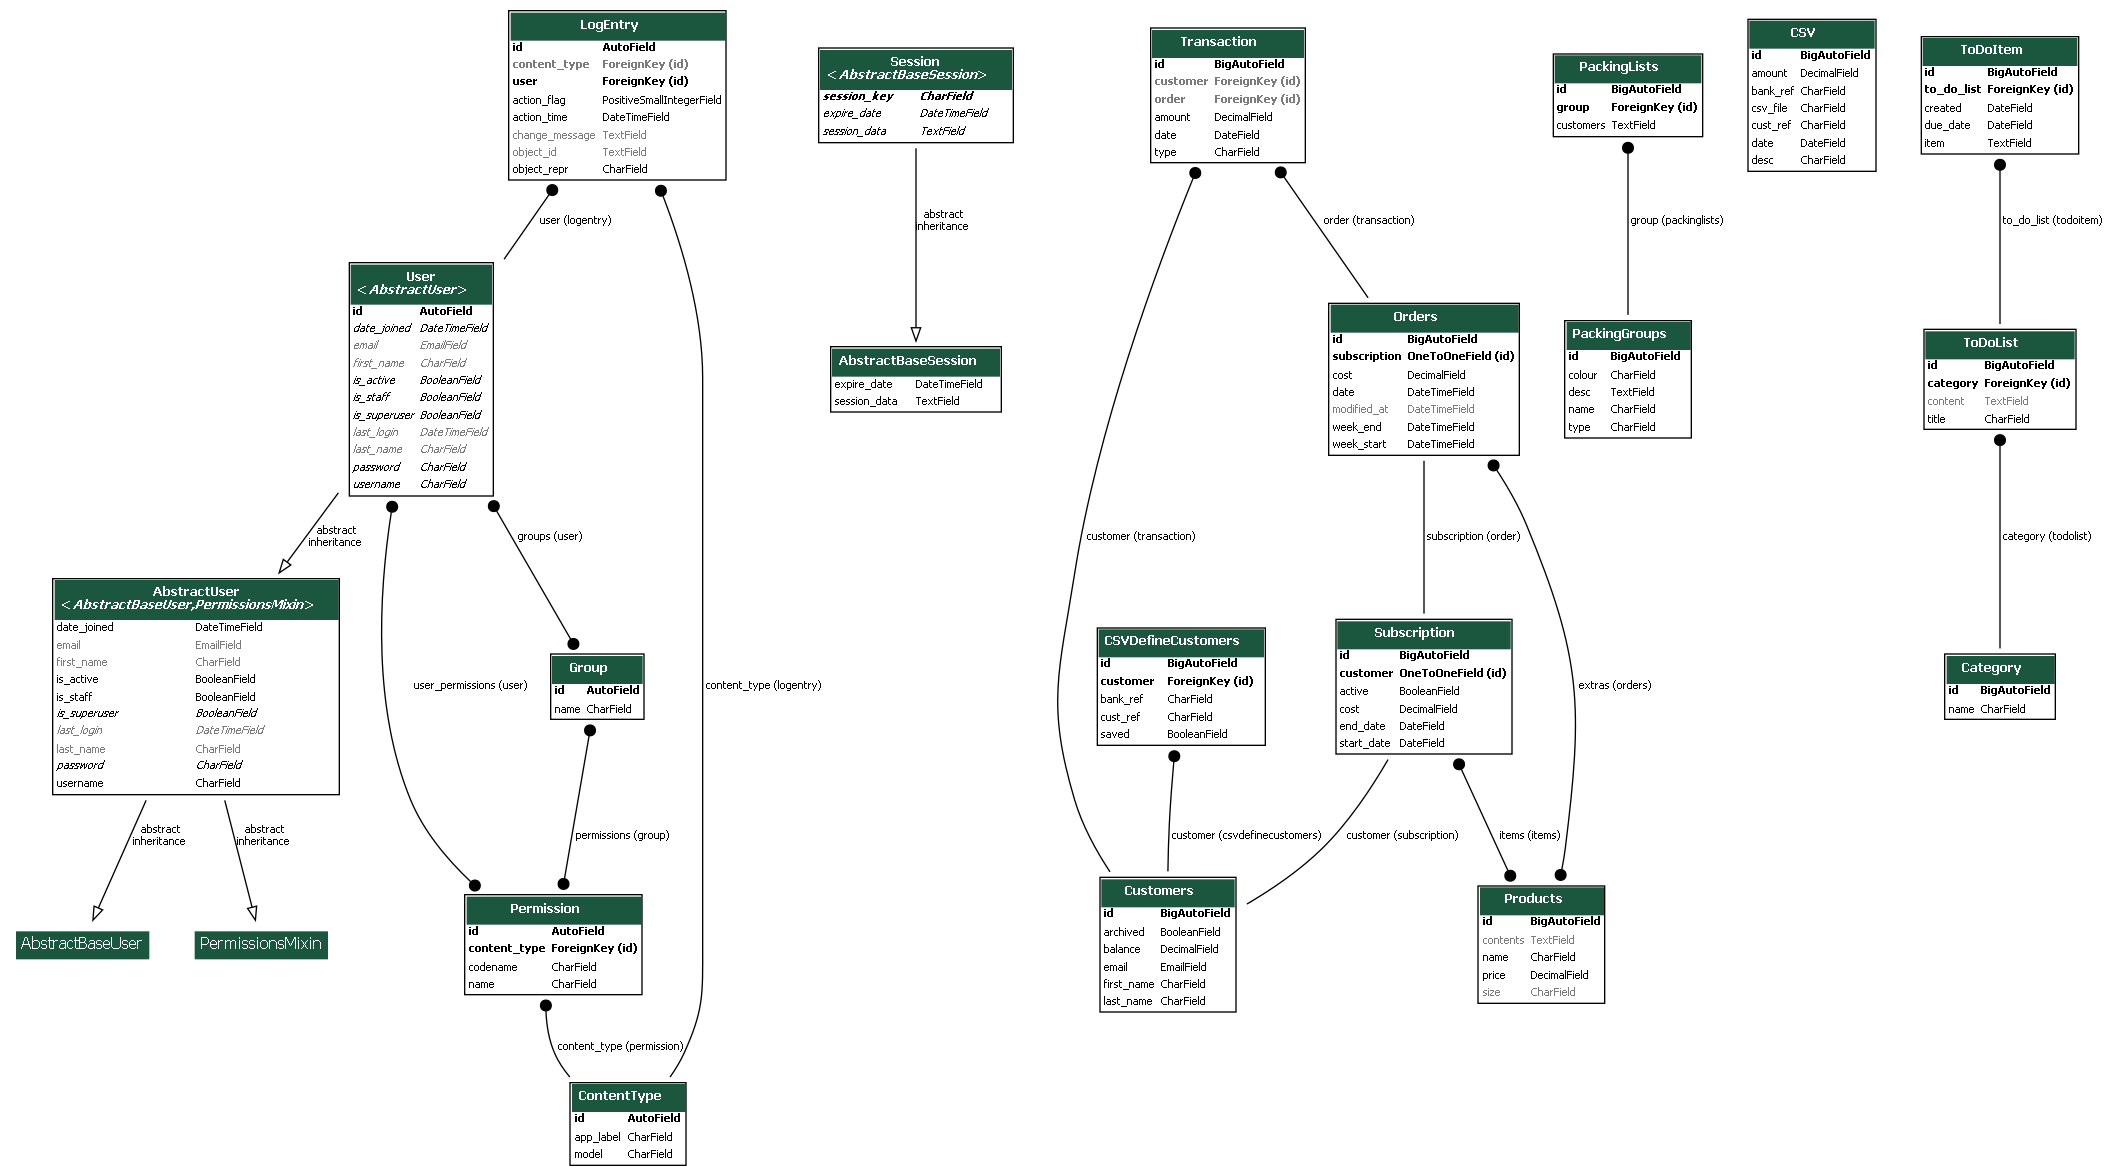 LogEntry
id AutoField
content_type ForeignKey (id)
user ForeignKey (id)
action_flag PositiveSmallIntegerField
action_time DateTimeField
change_message TextField
object_id TextField
object_repr CharField
user (logentry)
content_type (logentry)
User
<AbstractUser>
id AutoField
date_joined DateTimeField
email EmailField
first_name CharField
is_active BooleanField
is_staff BooleanField
is_superuser BooleanField
last_login DateTimeField
last_name CharField
password CharField
username CharField
abstract
inheritance
groups (user)
user_permissions (user)
AbstractUser
<AbstractBaseUser,PermissionsMixin>
date_joined DateTimeField
email EmailField
first_name CharField
is_active BooleanField
is_staff BooleanField
is_superuser BooleanField
last_login DateTimeField
last_name CharField
password CharField
username CharField
abstract
inheritance
abstract
inheritance
AbstractBaseUser
PermissionsMixin
Group
id AutoField
name CharField
permissions (group)
Permission
id AutoField
content_type ForeignKey (id)
codename CharField
name CharField
content_type (permission)
ContentType
id AutoField
app_label CharField
model CharField
Session
<AbstractBaseSession>
session_key CharField
expire_date DateTimeField
session_data TextField
abstract
inheritance
AbstractBaseSession
expire_date DateTimeField
session_data TextField
Transaction
id BigAutoField
customer ForeignKey (id)
order ForeignKey (id)
amount DecimalField
date DateField
type CharField
order (transaction)
customer (transaction)
Orders
id BigAutoField
subscription OneToOneField (id)
cost DecimalField
date DateTimeField
modified_at DateTimeField
week_end DateTimeField
week_start DateTimeField
subscription (order)
extras (orders)
CSVDefineCustomers
id BigAutoField
customer ForeignKey (id)
bank_ref CharField
cust_ref CharField
saved BooleanField
customer (csvdefinecustomers)
Subscription
id BigAutoField
customer OneToOneField (id)
active BooleanField
cost DecimalField
end_date DateField
start_date DateField
customer (subscription)
items (items)
Customers
id BigAutoField
archived BooleanField
balance DecimalField
email EmailField
first_name CharField
last_name CharField
Products
id BigAutoField
contents TextField
name CharField
price DecimalField
size CharField
PackingLists
id BigAutoField
group ForeignKey (id)
customers TextField
group (packinglists)
PackingGroups
id BigAutoField
colour CharField
desc TextField
name CharField
type CharField
CSV
id BigAutoField
amount DecimalField
bank_ref CharField
csv_file CharField
cust_ref CharField
date DateField
desc CharField
ToDoItem
id BigAutoField
to_do_list ForeignKey (id)
created DateField
due_date DateField
item TextField
to_do_list (todoitem)
ToDoList
id BigAutoField
category ForeignKey (id)
content TextField
title CharField
category (todolist)
Category
id BigAutoField
name CharField